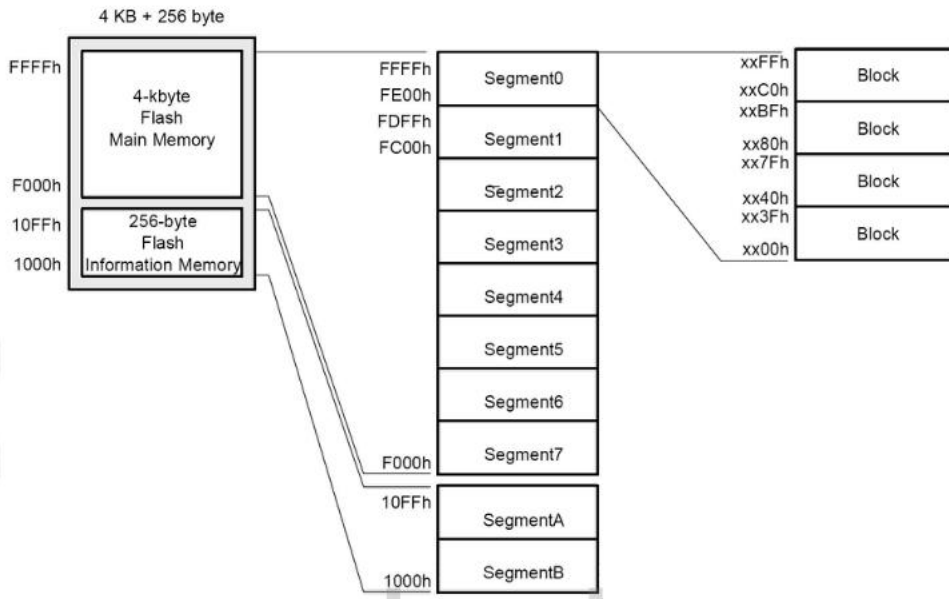 4 KB + 256 byte
FFFFh
4-kbyte
Flash
Main Memory
F000h
10FFh
256-byte
Flash
Information Memory
1000h
FFFFh
Segment0
FE00h
FDFFh
Segment1
FC00h
Segment2
Segment3
Segment4
Segment5
Segment6
Segment7
F000h
10FFh
SegmentA
SegmentB
1000h
xxFFh
Block
xxC0h
xxBFh
Block
xx80h
xx7Fh
Block
xx40h
xx3Fh
Block
xx00h